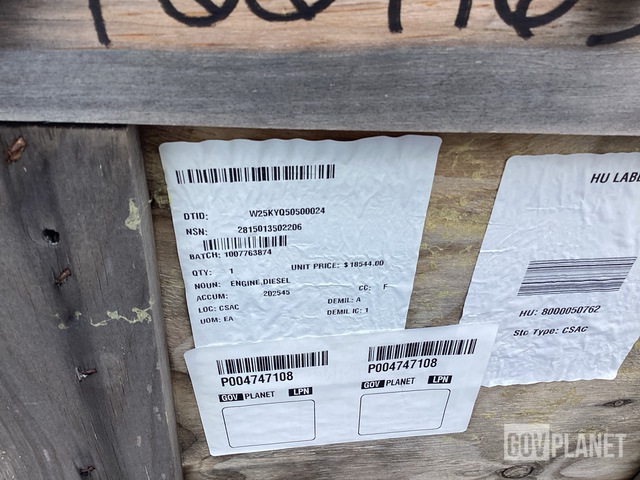 DTID: W25KYQ50500024
NSN: 2815013502206
BATCH: 1007763874
QTY: 1 UNIT PRICE: $18544.00
NOUN: ENGINE,DIESEL CC: F
ACCUM: 202545 DEMIL: A
LOC: CSAC DEMIL IC: 1
UOM: EA
HU LABE
HU: 8000050762
Stc Type: CSAC
P004747108 P004747108
GOV PLANET LPN GOV PLANET LPN
GOVPLANET